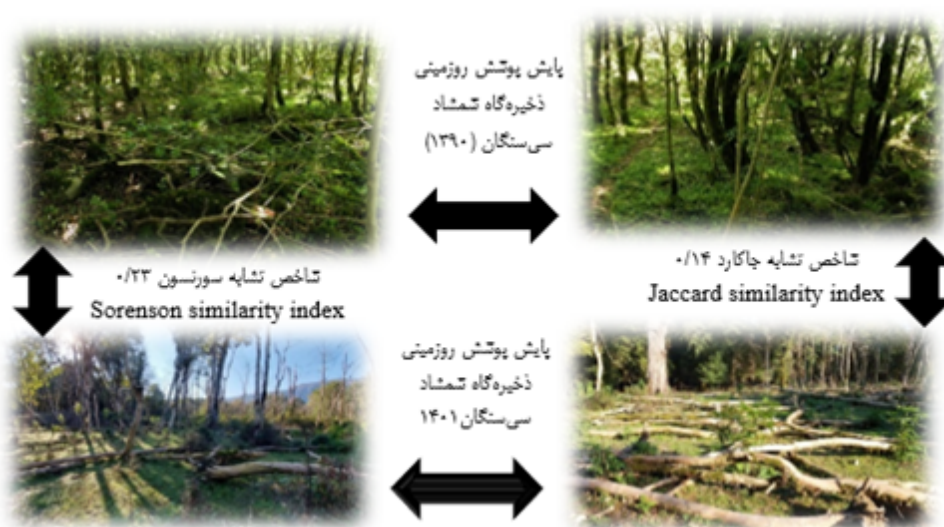 پایش پوشش روزمینی
ذخیره‌گاه شمشاد
سی‌سنگان (۱۳۹۰)
شاخص تشابه جاکارد ۰/۱۴
Jaccard similarity index
شاخص تشابه سورنسون ۰/۲۳
Sorenson similarity index
پایش پوشش روزمینی
ذخیره‌گاه شمشاد
سی‌سنگان ۱۴۰۱